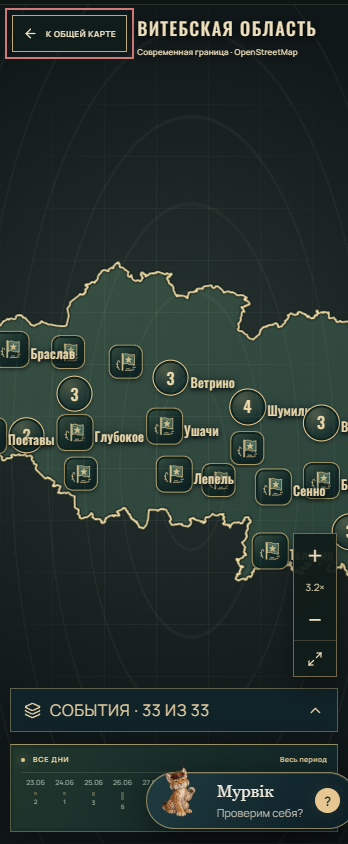 К ОБЩЕЙ КАРТЕ
ВИТЕБСКАЯ ОБЛАСТЬ
Современная граница · OpenStreetMap
Браслав
3
3
Ветрино
4
Шумили
3
2
Поставы
Глубокое
Ушачи
Лепель
Сенно
+
3.2×
−
СОБЫТИЯ · 33 ИЗ 33
ВСЕ ДНИ
Весь период
23.06
24.06
25.06
26.06
2
1
3
6
Мурвік
Проверим себя?
?